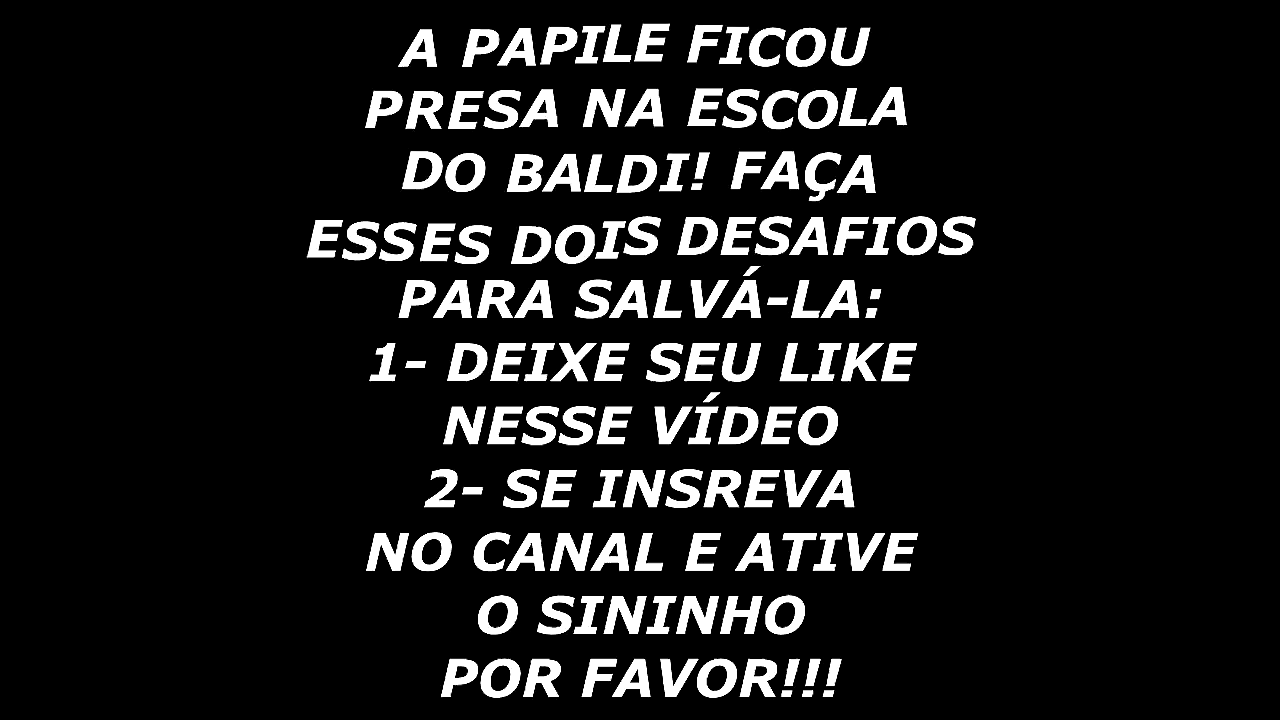 A PAPILE FICOU
PRESA NA ESCOLA
DO BALDI! FAÇA
ESSES DOIS DESAFIOS
PARA SALVÁ-LA:
1- DEIXE SEU LIKE
NESSE VÍDEO
2- SE INSREVA
NO CANAL E ATIVE
O SININHO
POR FAVOR!!!